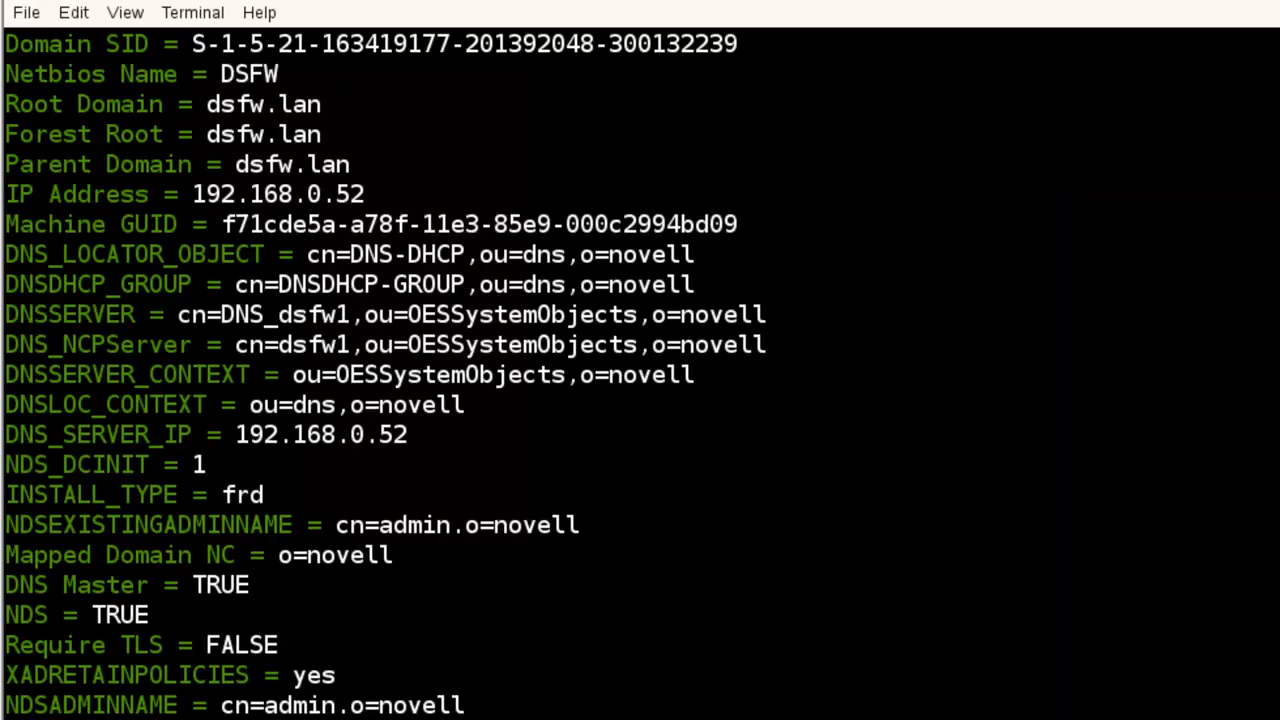 File Edit View Terminal Help
Domain SID = S-1-5-21-163419177-201392048-300132239
Netbios Name = DSFW
Root Domain = dsfw.lan
Forest Root = dsfw.lan
Parent Domain = dsfw.lan
IP Address = 192.168.0.52
Machine GUID = f71cde5a-a78f-11e3-85e9-000c2994bd09
DNS_LOCATOR_OBJECT = cn=DNS-DHCP,ou=dns,o=novell
DNSDHCP_GROUP = cn=DNSDHCP-GROUP,ou=dns,o=novell
DNSSERVER = cn=DNS_dsfw1,ou=OESSystemObjects,o=novell
DNS_NCPServer = cn=dsfw1,ou=OESSystemObjects,o=novell
DNSSERVER_CONTEXT = ou=OESSystemObjects,o=novell
DNSLOC_CONTEXT = ou=dns,o=novell
DNS_SERVER_IP = 192.168.0.52
NDS_DCINIT = 1
INSTALL_TYPE = frd
NDSEXISTINGADMINNAME = cn=admin.o=novell
Mapped Domain NC = o=novell
DNS Master = TRUE
NDS = TRUE
Require TLS = FALSE
XADRETAINPOLICIES = yes
NDSADMINNAME = cn=admin.o=novell